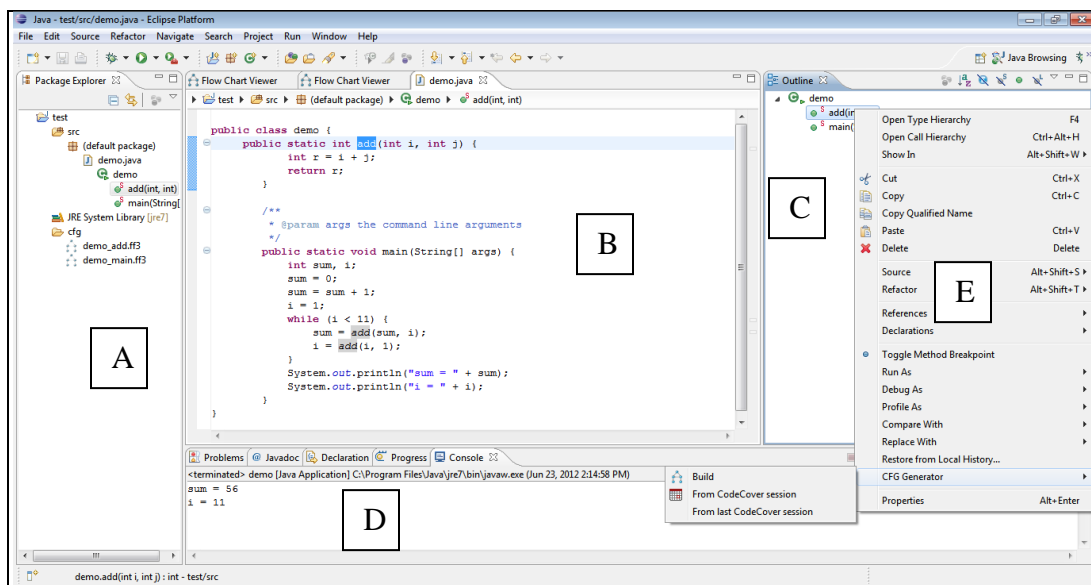 Java - test/src/demo.java - Eclipse Platform
File Edit Source Refactor Navigate Search Project Run Window Help
Java Browsing
Package Explorer
test
src
(default package)
demo.java
demo
add(int, int)
main(String[
JRE System Library [jre7]
cfg
demo_add.ff3
demo_main.ff3
A
Flow Chart Viewer Flow Chart Viewer demo.java
test src (default package) demo add(int, int)
public class demo {
public static int add(int i, int j) {
int r = i + j;
return r;
}
/**
* @param args the command line arguments
*/
public static void main(String[] args) {
int sum, i;
sum = 0;
sum = sum + 1;
i = 1;
while (i < 11) {
sum = add(sum, i);
i = add(i, 1);
}
System.out.println("sum = " + sum);
System.out.println("i = " + i);
}
}
B
Outline
demo
add(in
main(
C
Open Type Hierarchy F4
Open Call Hierarchy Ctrl+Alt+H
Show In Alt+Shift+W
Cut Ctrl+X
Copy Ctrl+C
Copy Qualified Name
Paste Ctrl+V
Delete Delete
Source Alt+Shift+S
Refactor Alt+Shift+T
References
Declarations
E
Toggle Method Breakpoint
Run As
Debug As
Profile As
Compare With
Replace With
Restore from Local History...
CFG Generator
Properties Alt+Enter
Build
From CodeCover session
From last CodeCover session
Problems @ Javadoc Declaration Progress Console
<terminated> demo [Java Application] C:\Program Files\Java\jre7\bin\javaw.exe (Jun 23, 2012 2:14:58 PM)
sum = 56
i = 11
D
demo.add(int i, int j) : int - test/src